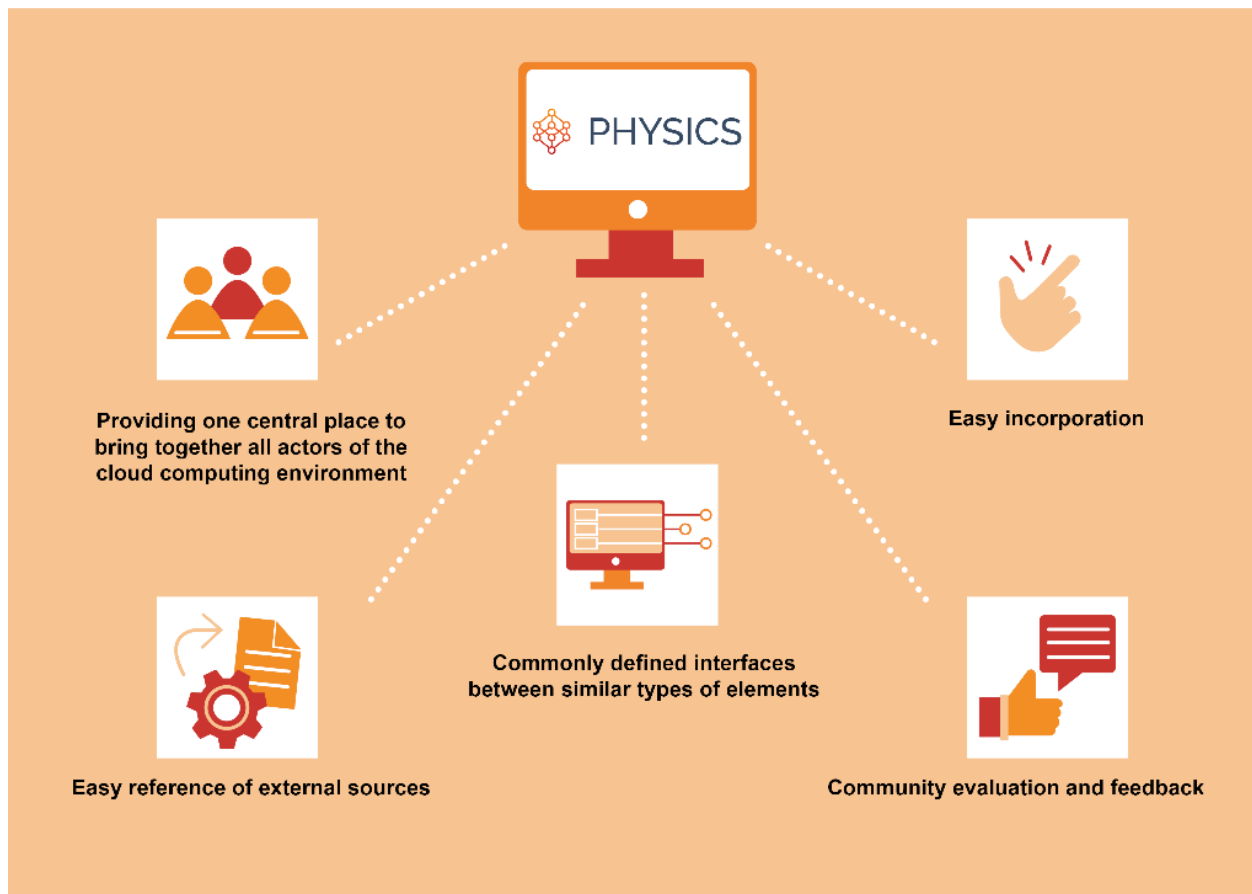 PHYSICS
Providing one central place to
bring together all actors of the
cloud computing environment
Easy incorporation
Commonly defined interfaces
between similar types of elements
Easy reference of external sources
Community evaluation and feedback